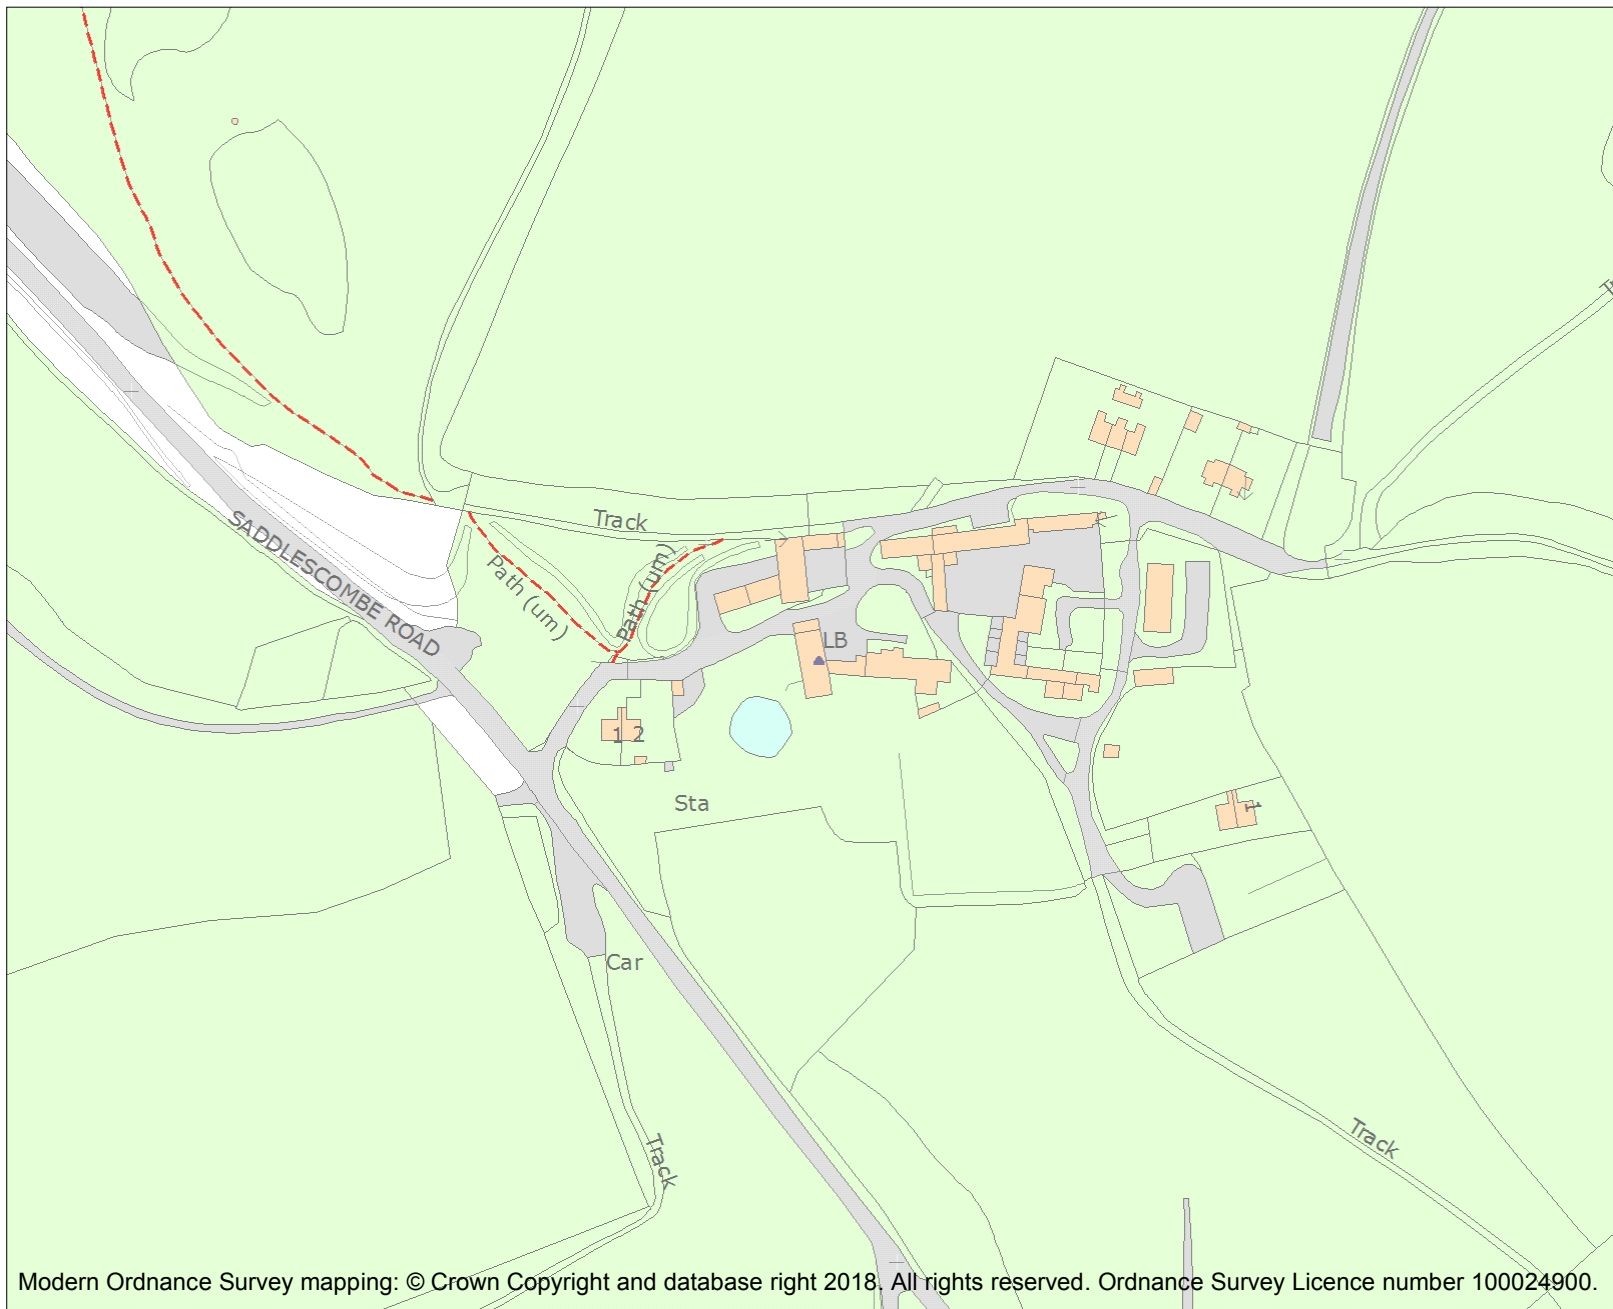 Track
SADDLESCOMBE ROAD
Path (um)
Path (um)
LB
1 2
Sta
1
Car
Track
Track
Modern Ordnance Survey mapping: © Crown Copyright and database right 2018. All rights reserved. Ordnance Survey Licence number 100024900.